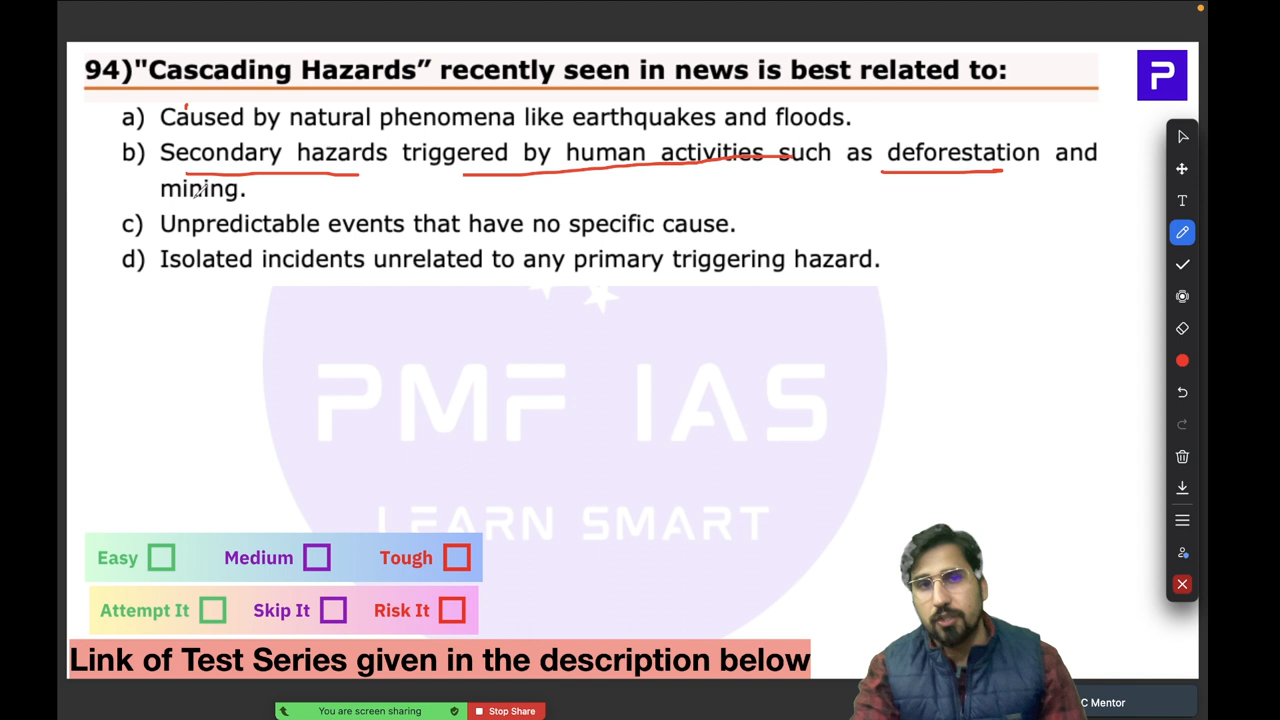 94)"Cascading Hazards” recently seen in news is best related to:
a) Caused by natural phenomena like earthquakes and floods.
b) Secondary hazards triggered by human activities such as deforestation and
mining.
c) Unpredictable events that have no specific cause.
d) Isolated incidents unrelated to any primary triggering hazard.
P
T
PMF IAS
LEARN SMART
Easy Medium Tough
Attempt It Skip It Risk It
Link of Test Series given in the description below
C Mentor
You are screen sharing Stop Share